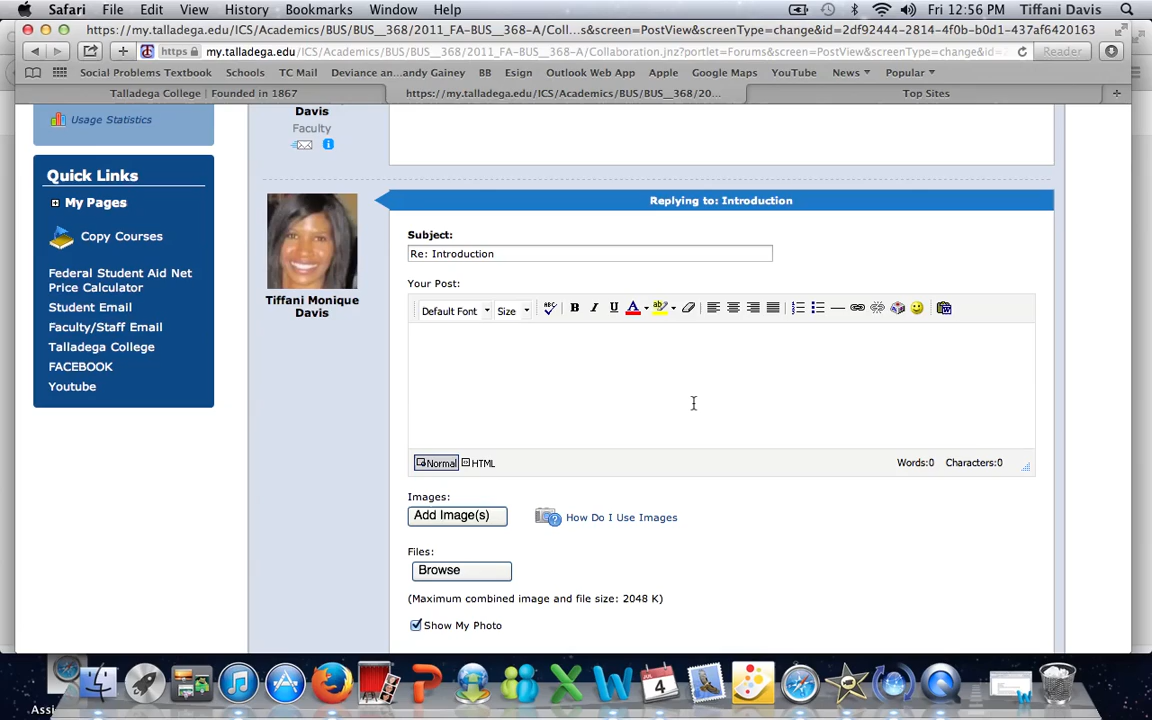 Safari File Edit View History Bookmarks Window Help Fri 12:56 PM Tiffani Davis
https://my.talladega.edu/ICS/Academics/BUS/BUS__368/2011_FA-BUS__368-A/Coll...s&screen=PostView&screenType=change&id=2df92444-2814-4f0b-b0d1-437af6420163
https my.talladega.edu/ICS/Academics/BUS/BUS__368/2011_FA-BUS__368-A/Collaboration.jnz?portlet=Forums&screen=PostView&screenType=change&id= Reader
Social Problems Textbook Schools TC Mail Deviance an...andy Gainey BB Esign Outlook Web App Apple Google Maps YouTube News Popular
Talladega College | Founded in 1867 https://my.talladega.edu/ICS/Academics/BUS/BUS__368/20... Top Sites
Usage Statistics
Davis
Faculty
Quick Links
My Pages
Copy Courses
Federal Student Aid Net
Price Calculator
Student Email
Faculty/Staff Email
Talladega College
FACEBOOK
Youtube
Tiffani Monique
Davis
Replying to: Introduction
Subject:
Re: Introduction
Your Post:
Default Font Size ABC B I U A ab
Normal HTML Words:0 Characters:0
Images:
Add Image(s) How Do I Use Images
Files:
Browse
(Maximum combined image and file size: 2048 K)
Show My Photo
4
Assi